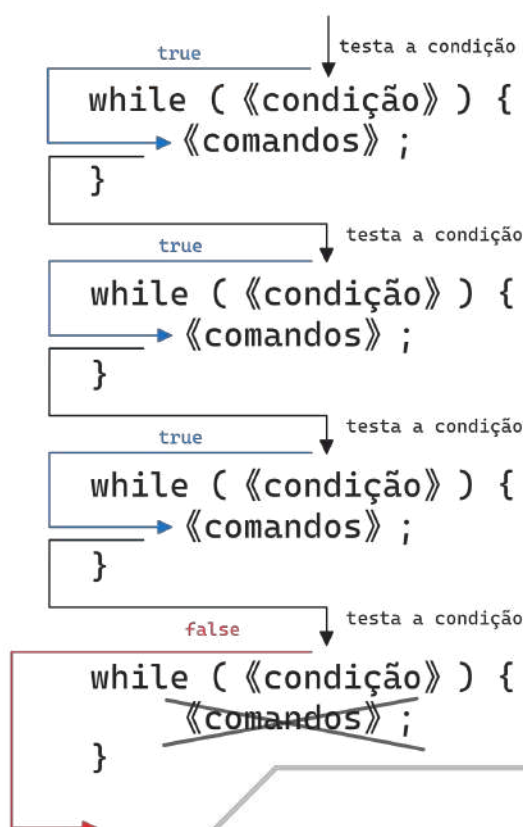 testa a condição
true
while (《condição》) {
《comandos》;
}
testa a condição
true
while (《condição》) {
《comandos》;
}
testa a condição
true
while (《condição》) {
《comandos》;
}
testa a condição
false
while (《condição》) {
《comandos》;
}